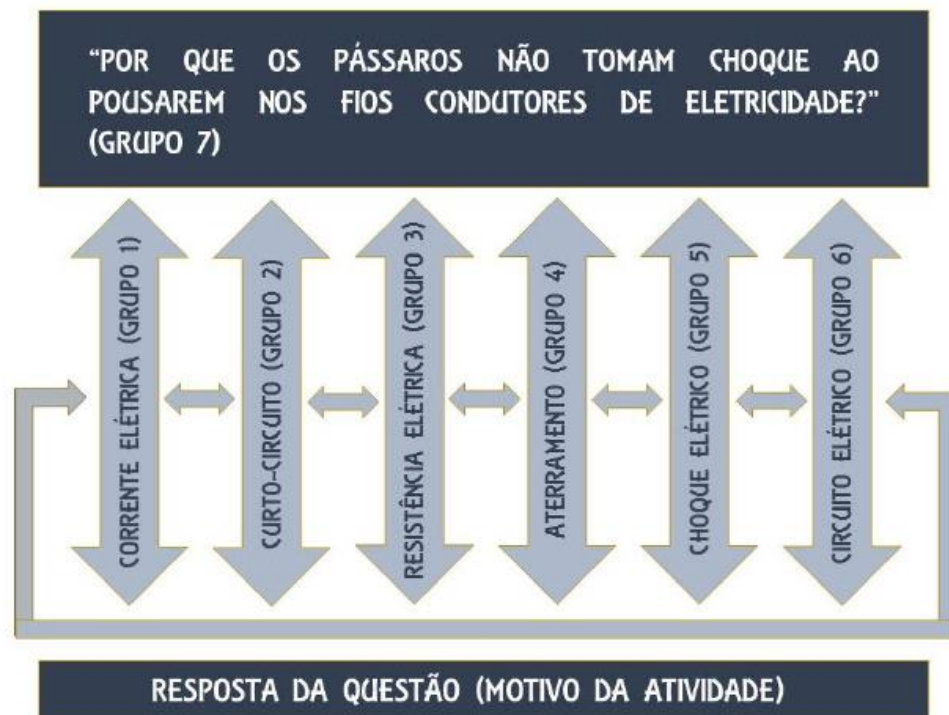 “POR QUE OS PÁSSAROS NÃO TOMAM CHOQUE AO
POUSAREM NOS FIOS CONDUTORES DE ELETRICIDADE?”
(GRUPO 7)
CORRENTE ELÉTRICA (GRUPO 1)
CURTO-CIRCUITO (GRUPO 2)
RESISTÊNCIA ELÉTRICA (GRUPO 3)
ATERRAMENTO (GRUPO 4)
CHOQUE ELÉTRICO (GRUPO 5)
CIRCUITO ELÉTRICO (GRUPO 6)
RESPOSTA DA QUESTÃO (MOTIVO DA ATIVIDADE)